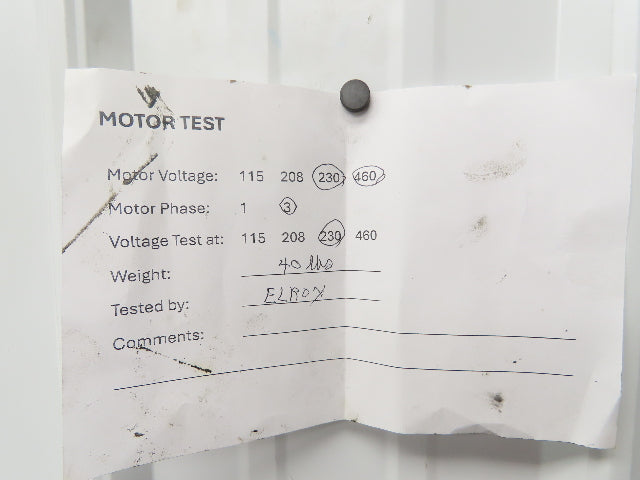 MOTOR TEST
Motor Voltage: 115 208 230 460
Motor Phase: 1 3
Voltage Test at: 115 208 230 460
Weight: 40 lbs
Tested by: ELROY
Comments: